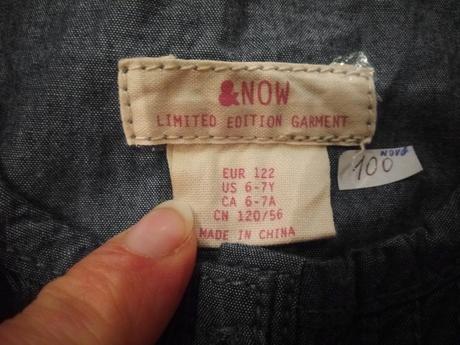 &NOW
LIMITED EDITION GARMENT
EUR 122
US 6-7Y
CA 6-7A
CN 120/56
MADE IN CHINA
NOVÁ
100